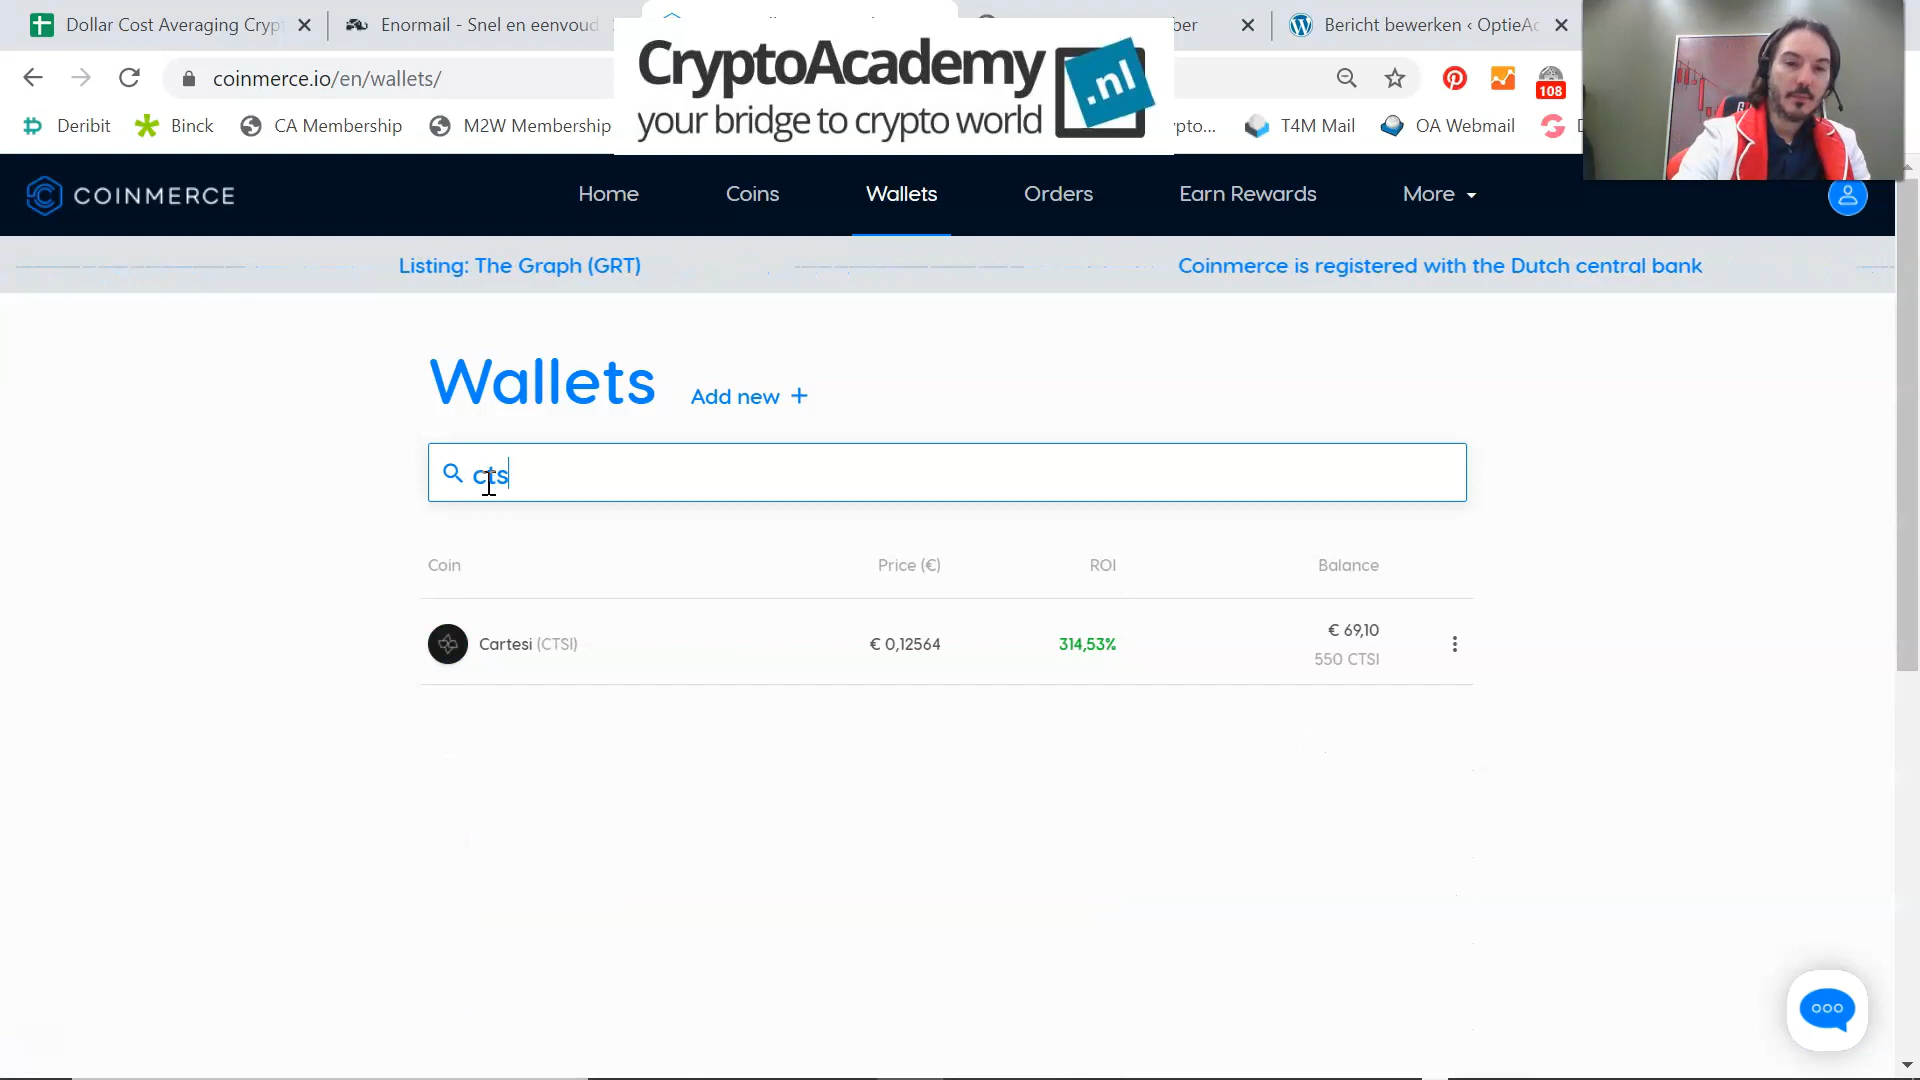 Dollar Cost Averaging Cryp
Enormail - Snel en eenvoud
ber
Bericht bewerken ‹ OptieAc
coinmerce.io/en/wallets/
108
CryptoAcademy
.nl
your bridge to crypto world
Deribit
Binck
CA Membership
M2W Membership
ypto...
T4M Mail
OA Webmail
COINMERCE
Home
Coins
Wallets
Orders
Earn Rewards
More
Listing: The Graph (GRT)
Coinmerce is registered with the Dutch central bank
Wallets
Add new +
cts
Coin
Price (€)
ROI
Balance
Cartesi (CTSI)
€ 0,12564
314,53%
€ 69,10
550 CTSI